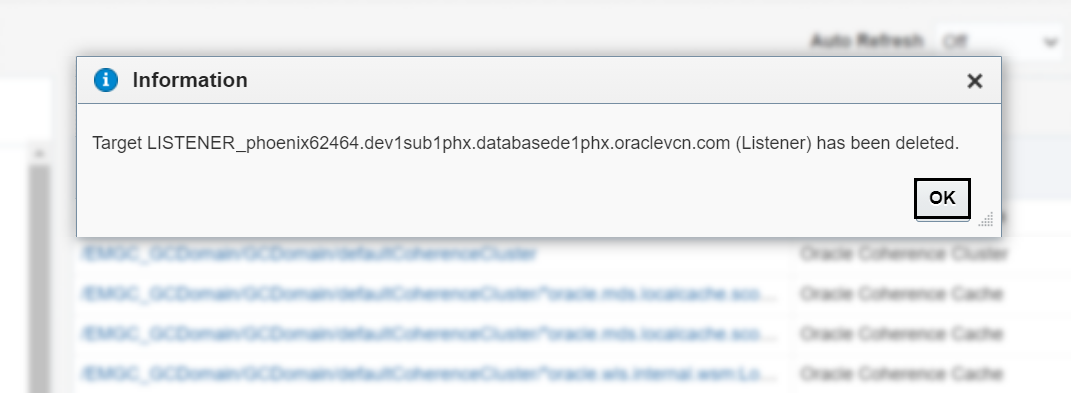 Auto Refresh Off
Information
Target LISTENER_phoenix62464.dev1sub1phx.databasede1phx.oraclevcn.com (Listener) has been deleted.
OK
/EMGC_GCDomain/GCDomain/defaultCoherenceCluster Oracle Coherence Cluster
/EMGC_GCDomain/GCDomain/defaultCoherenceCluster/*oracle.mds.localcache.sco... Oracle Coherence Cache
/EMGC_GCDomain/GCDomain/defaultCoherenceCluster/*oracle.mds.localcache.sco... Oracle Coherence Cache
/EMGC_GCDomain/GCDomain/defaultCoherenceCluster/*oracle.wls.internal.wsm:Lo... Oracle Coherence Cache